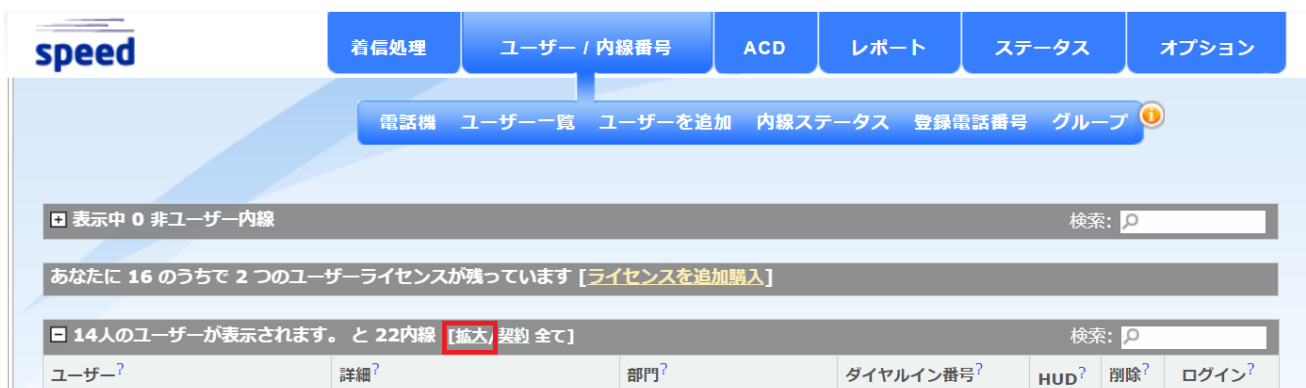 speed
着信処理 ユーザー / 内線番号 ACD レポート ステータス オプション
電話機 ユーザー一覧 ユーザーを追加 内線ステータス 登録電話番号 グループ
表示中 0 非ユーザー内線 検索:
あなたに 16 のうちで 2 つのユーザーライセンスが残っています [ライセンスを追加購入]
14人のユーザーが表示されます。 と 22内線 [拡大/契約 全て] 検索:
ユーザー? 詳細? 部門? ダイヤルイン番号? HUD? 削除? ログイン?